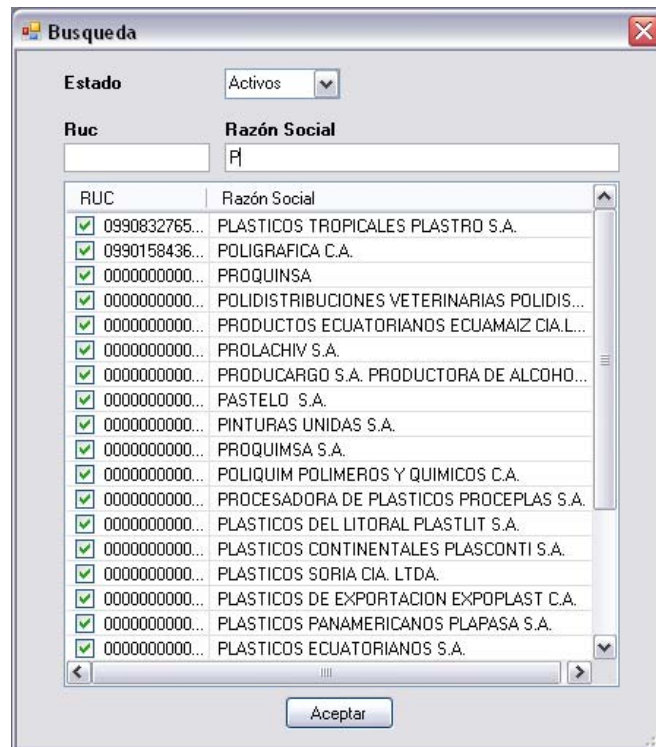 Busqueda
Estado Activos
Ruc Razón Social
P
RUC Razón Social
0990832765... PLASTICOS TROPICALES PLASTRO S.A.
0990158436... POLIGRAFICA C.A.
0000000000... PROQUINSA
0000000000... POLIDISTRIBUCIONES VETERINARIAS POLIDIS...
0000000000... PRODUCTOS ECUATORIANOS ECUAMAIZ CIA.L...
0000000000... PROLACHIV S.A.
0000000000... PRODUCARGO S.A. PRODUCTORA DE ALCOHO...
0000000000... PASTELO S.A.
0000000000... PINTURAS UNIDAS S.A.
0000000000... PROQUIMSA S.A.
0000000000... POLIQUIM POLIMEROS Y QUIMICOS C.A.
0000000000... PROCESADORA DE PLASTICOS PROCEPLAS S.A.
0000000000... PLASTICOS DEL LITORAL PLASTLIT S.A.
0000000000... PLASTICOS CONTINENTALES PLASCONTI S.A.
0000000000... PLASTICOS SORIA CIA. LTDA.
0000000000... PLASTICOS DE EXPORTACION EXPOPLAST C.A.
0000000000... PLASTICOS PANAMERICANOS PLAPASA S.A.
0000000000... PLASTICOS ECUATORIANOS S.A.
Aceptar